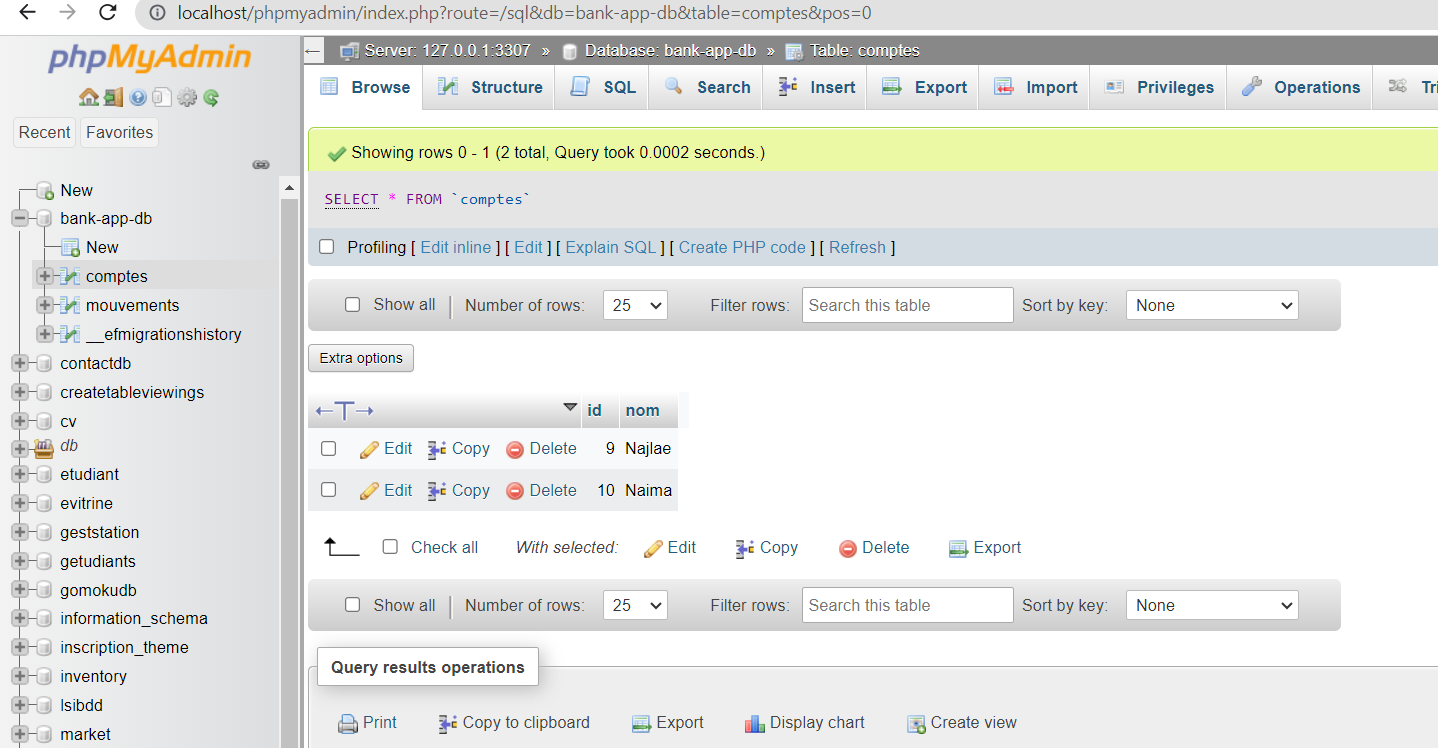 localhost/phpmyadmin/index.php?route=/sql&db=bank-app-db&table=comptes&pos=0
phpMyAdmin
Recent Favorites
New
bank-app-db
New
comptes
mouvements
__efmigrationshistory
contactdb
createtableviewings
cv
db
etudiant
evitrine
geststation
getudiants
gomokudb
information_schema
inscription_theme
inventory
lsibdd
market
Server: 127.0.0.1:3307 » Database: bank-app-db » Table: comptes
Browse Structure SQL Search Insert Export Import Privileges Operations Tri
Showing rows 0 - 1 (2 total, Query took 0.0002 seconds.)
SELECT * FROM `comptes`
Profiling [ Edit inline ] [ Edit ] [ Explain SQL ] [ Create PHP code ] [ Refresh ]
Show all | Number of rows: 25 Filter rows: Search this table Sort by key: None
Extra options
←T→ id nom
Edit Copy Delete 9 Najlae
Edit Copy Delete 10 Naima
Check all With selected: Edit Copy Delete Export
Show all | Number of rows: 25 Filter rows: Search this table Sort by key: None
Query results operations
Print Copy to clipboard Export Display chart Create view